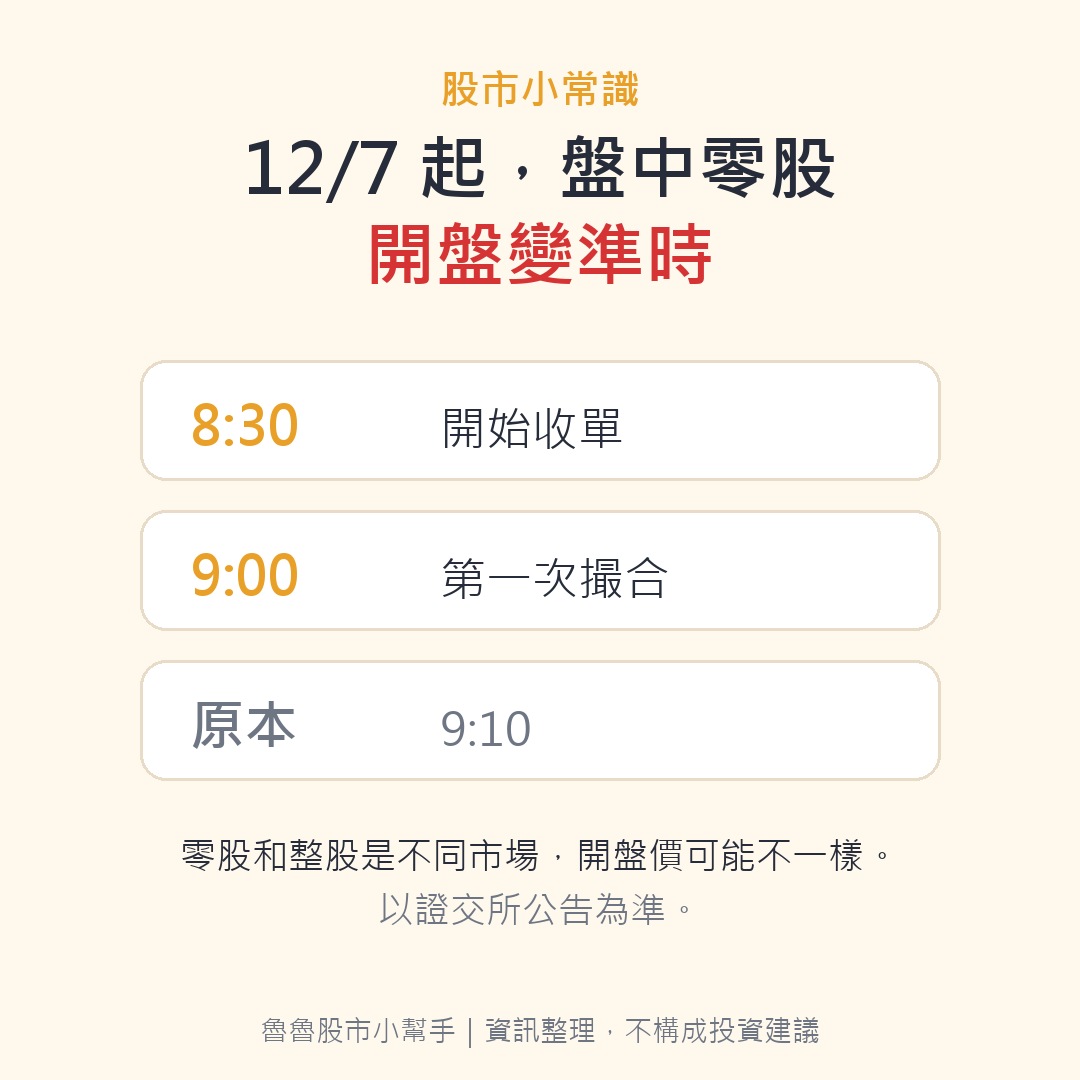 股市小常識
12/7 起，盤中零股
開盤變準時
8:30 開始收單
9:00 第一次撮合
原本 9:10
零股和整股是不同市場，開盤價可能不一樣。
以證交所公告為準。
魯魯股市小幫手｜資訊整理，不構成投資建議